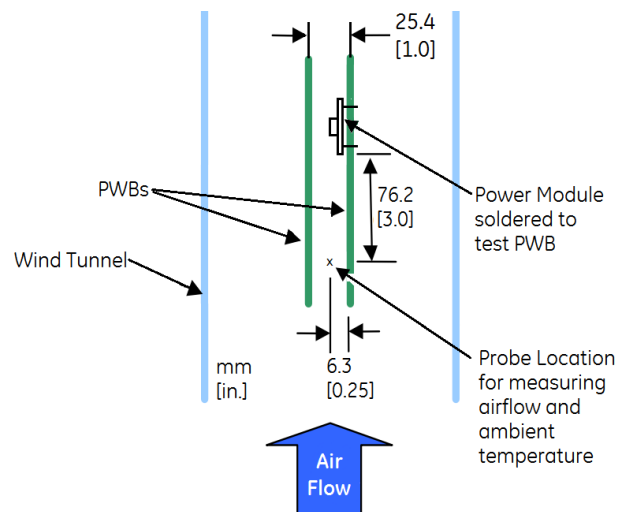 25.4
[1.0]
PWBs
76.2
[3.0]
Power Module
soldered to
test PWB
Wind Tunnel
x
mm
[in.]
6.3
[0.25]
Probe Location
for measuring
airflow and
ambient
temperature
Air
Flow